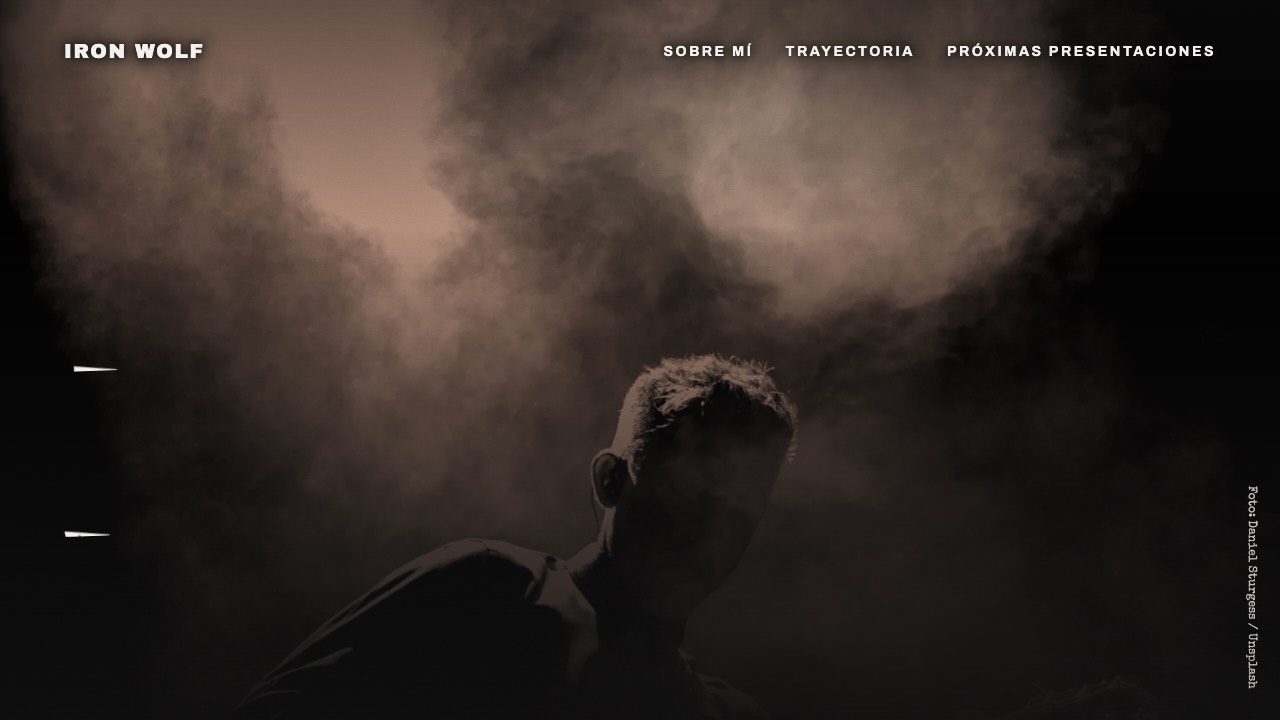 IRON WOLF
SOBRE MÍ
TRAYECTORIA
PRÓXIMAS PRESENTACIONES
Foto: Daniel Sturgess / Unsplash